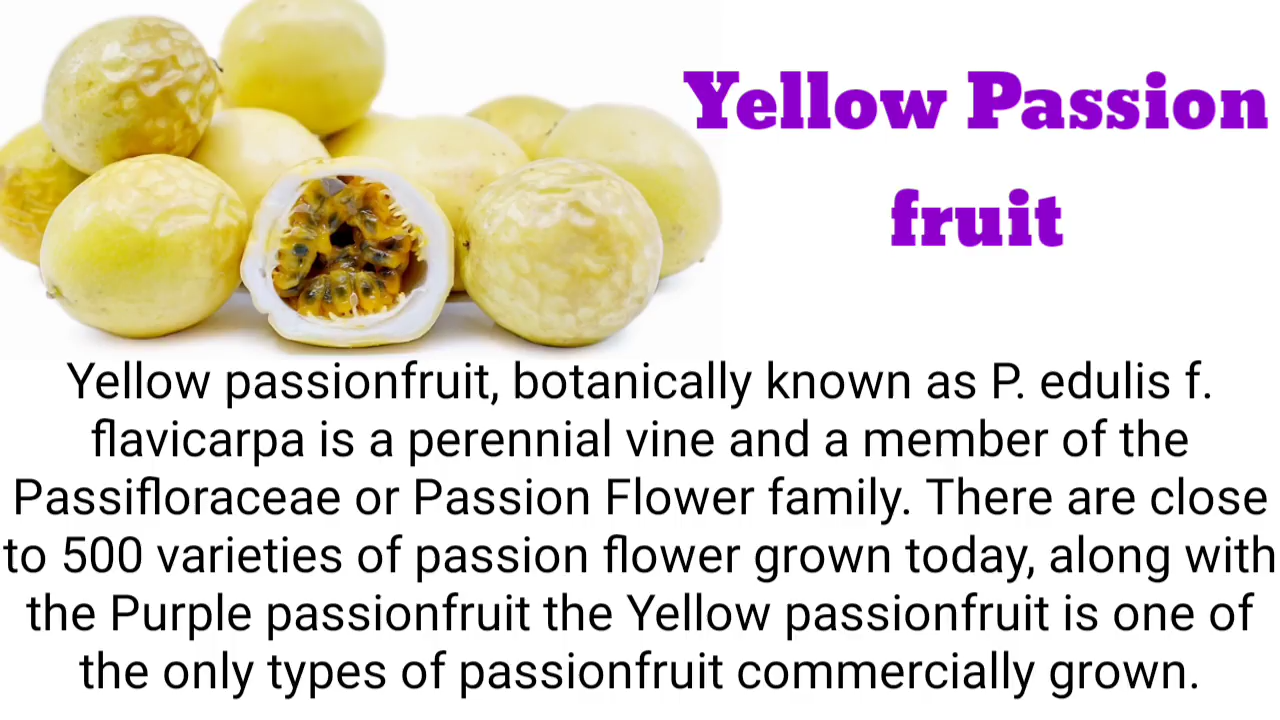 Yellow Passion
fruit
Yellow passionfruit, botanically known as P. edulis f.
flavicarpa is a perennial vine and a member of the
Passifloraceae or Passion Flower family. There are close
to 500 varieties of passion flower grown today, along with
the Purple passionfruit the Yellow passionfruit is one of
the only types of passionfruit commercially grown.